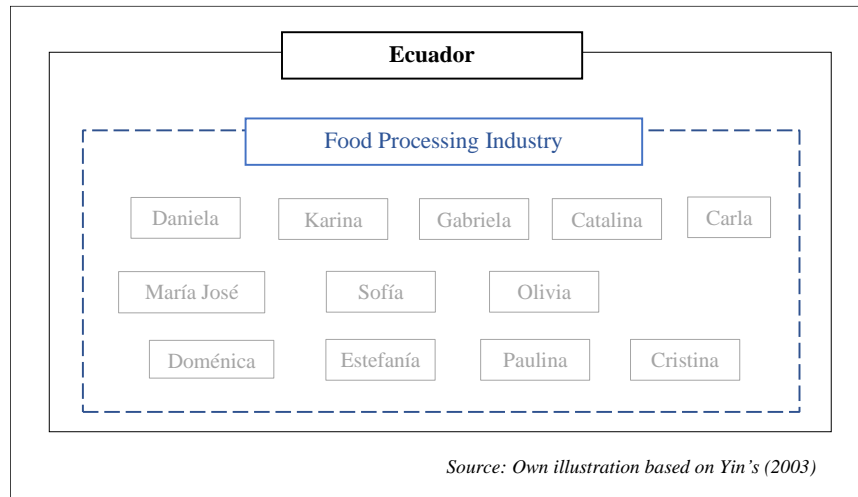 Ecuador
Food Processing Industry
Daniela Karina Gabriela Catalina Carla
María José Sofía Olivia
Doménica Estefanía Paulina Cristina
Source: Own illustration based on Yin's (2003)